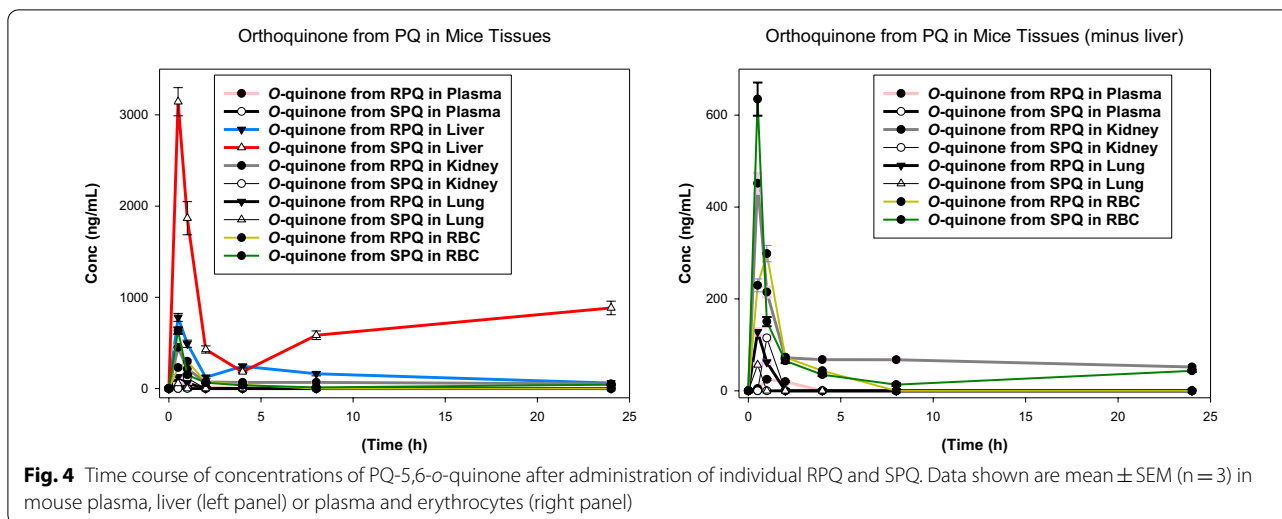 Orthoquinone from PQ in Mice Tissues
3000
2000
1000
0
Conc (ng/mL)
O-quinone from RPQ in Plasma
O-quinone from SPQ in Plasma
O-quinone from RPQ in Liver
O-quinone from SPQ in Liver
O-quinone from RPQ in Kidney
O-quinone from SPQ in Kidney
O-quinone from RPQ in Lung
O-quinone from SPQ in Lung
O-quinone from RPQ in RBC
O-quinone from SPQ in RBC
0 5 10 15 20 25
(Time (h)
Orthoquinone from PQ in Mice Tissues (minus liver)
600
400
200
0
Conc (ng/mL)
O-quinone from RPQ in Plasma
O-quinone from SPQ in Plasma
O-quinone from RPQ in Kidney
O-quinone from SPQ in Kidney
O-quinone from RPQ in Lung
O-quinone from SPQ in Lung
O-quinone from RPQ in RBC
O-quinone from SPQ in RBC
0 5 10 15 20 25
(Time (h)
Fig. 4 Time course of concentrations of PQ-5,6-o-quinone after administration of individual RPQ and SPQ. Data shown are mean ± SEM (n = 3) in
mouse plasma, liver (left panel) or plasma and erythrocytes (right panel)